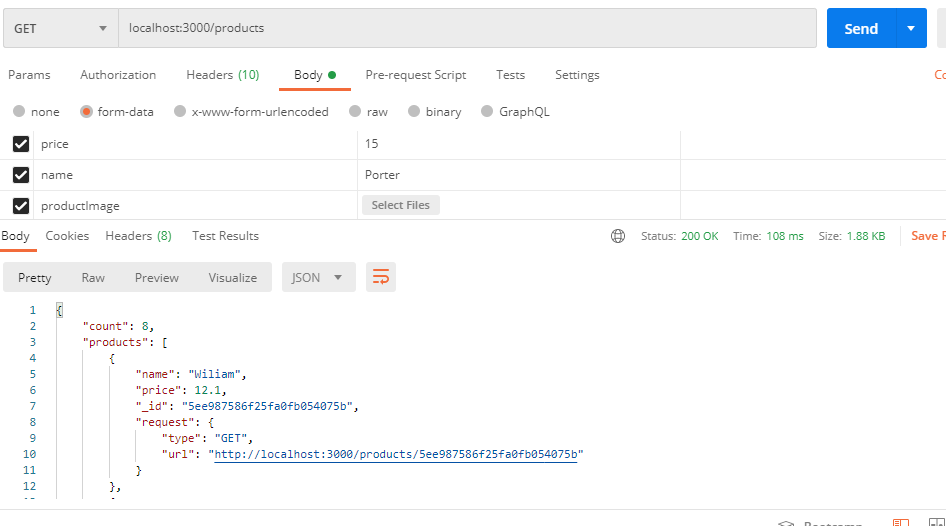 GET localhost:3000/products Send
Params Authorization Headers (10) Body Pre-request Script Tests Settings Co
none form-data x-www-form-urlencoded raw binary GraphQL
price 15
name Porter
productImage Select Files
Body Cookies Headers (8) Test Results Status: 200 OK Time: 108 ms Size: 1.88 KB Save R
Pretty Raw Preview Visualize JSON
1 {
2 "count": 8,
3 "products": [
4 {
5 "name": "Wiliam",
6 "price": 12.1,
7 "_id": "5ee987586f25fa0fb054075b",
8 "request": {
9 "type": "GET",
10 "url": "http://localhost:3000/products/5ee987586f25fa0fb054075b"
11 }
12 },
Bootcamp